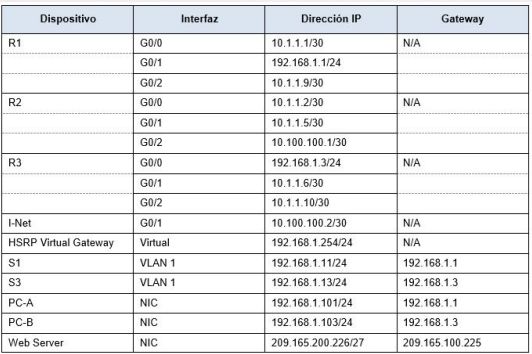 Dispositivo Interfaz Dirección IP Gateway
R1 G0/0 10.1.1.1/30 N/A
G0/1 192.168.1.1/24
G0/2 10.1.1.9/30
R2 G0/0 10.1.1.2/30 N/A
G0/1 10.1.1.5/30
G0/2 10.100.100.1/30
R3 G0/0 192.168.1.3/24 N/A
G0/1 10.1.1.6/30
G0/2 10.1.1.10/30
I-Net G0/1 10.100.100.2/30 N/A
HSRP Virtual Gateway Virtual 192.168.1.254/24 N/A
S1 VLAN 1 192.168.1.11/24 192.168.1.1
S3 VLAN 1 192.168.1.13/24 192.168.1.3
PC-A NIC 192.168.1.101/24 192.168.1.1
PC-B NIC 192.168.1.103/24 192.168.1.3
Web Server NIC 209.165.200.226/27 209.165.100.225